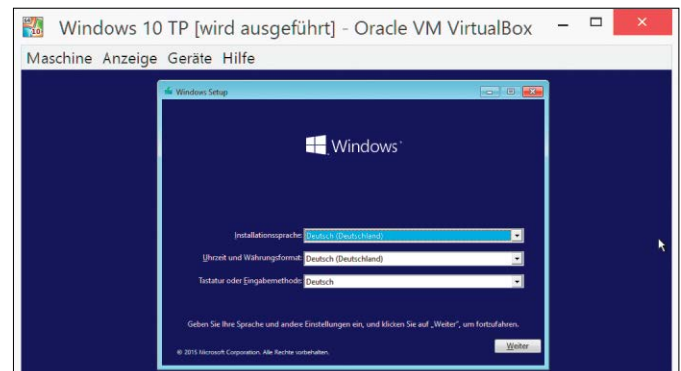 Windows 10 TP [wird ausgeführt] - Oracle VM VirtualBox
Maschine Anzeige Geräte Hilfe
Windows Setup
Windows
Installationssprache: Deutsch (Deutschland)
Uhrzeit und Währungsformat: Deutsch (Deutschland)
Tastatur oder Eingabemethode: Deutsch
Geben Sie Ihre Sprache und andere Einstellungen ein, und klicken Sie auf „Weiter", um fortzufahren.
© 2015 Microsoft Corporation. Alle Rechte vorbehalten.
Weiter